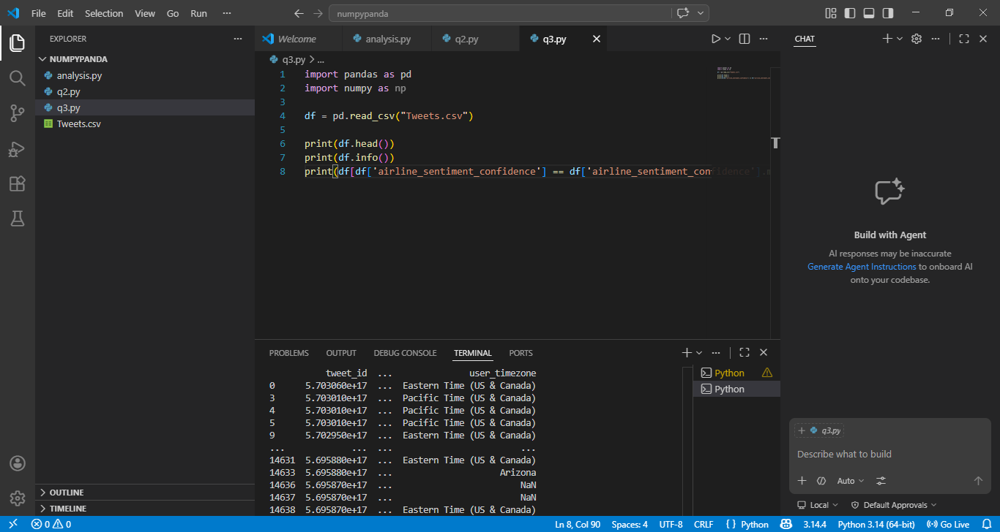 File Edit Selection View Go Run ···
numpypanda
EXPLORER
NUMPYPANDA
analysis.py
q2.py
q3.py
Tweets.csv
OUTLINE
TIMELINE
Welcome
analysis.py
q2.py
q3.py
q3.py > ...
1 import pandas as pd
2 import numpy as np
3
4 df = pd.read_csv("Tweets.csv")
5
6 print(df.head())
7 print(df.info())
8 print(df[df['airline_sentiment_confidence'] == df['airline_sentiment_confidence'].m
PROBLEMS OUTPUT DEBUG CONSOLE TERMINAL PORTS
tweet_id ... user_timezone
0 5.703060e+17 ... Eastern Time (US & Canada)
3 5.703010e+17 ... Pacific Time (US & Canada)
4 5.703010e+17 ... Pacific Time (US & Canada)
5 5.703010e+17 ... Pacific Time (US & Canada)
9 5.702950e+17 ... Eastern Time (US & Canada)
... ... ... ...
14631 5.695880e+17 ... Eastern Time (US & Canada)
14633 5.695880e+17 ... Arizona
14636 5.695870e+17 ... NaN
14637 5.695870e+17 ... NaN
14638 5.695870e+17 ... Eastern Time (US & Canada)
Python
Python
CHAT
Build with Agent
AI responses may be inaccurate
Generate Agent Instructions to onboard AI
onto your codebase.
q3.py
Describe what to build
Auto
Local
Default Approvals
0 0
Ln 8, Col 90
Spaces: 4
UTF-8
CRLF
{ } Python
3.14.4
Python 3.14 (64-bit)
Go Live